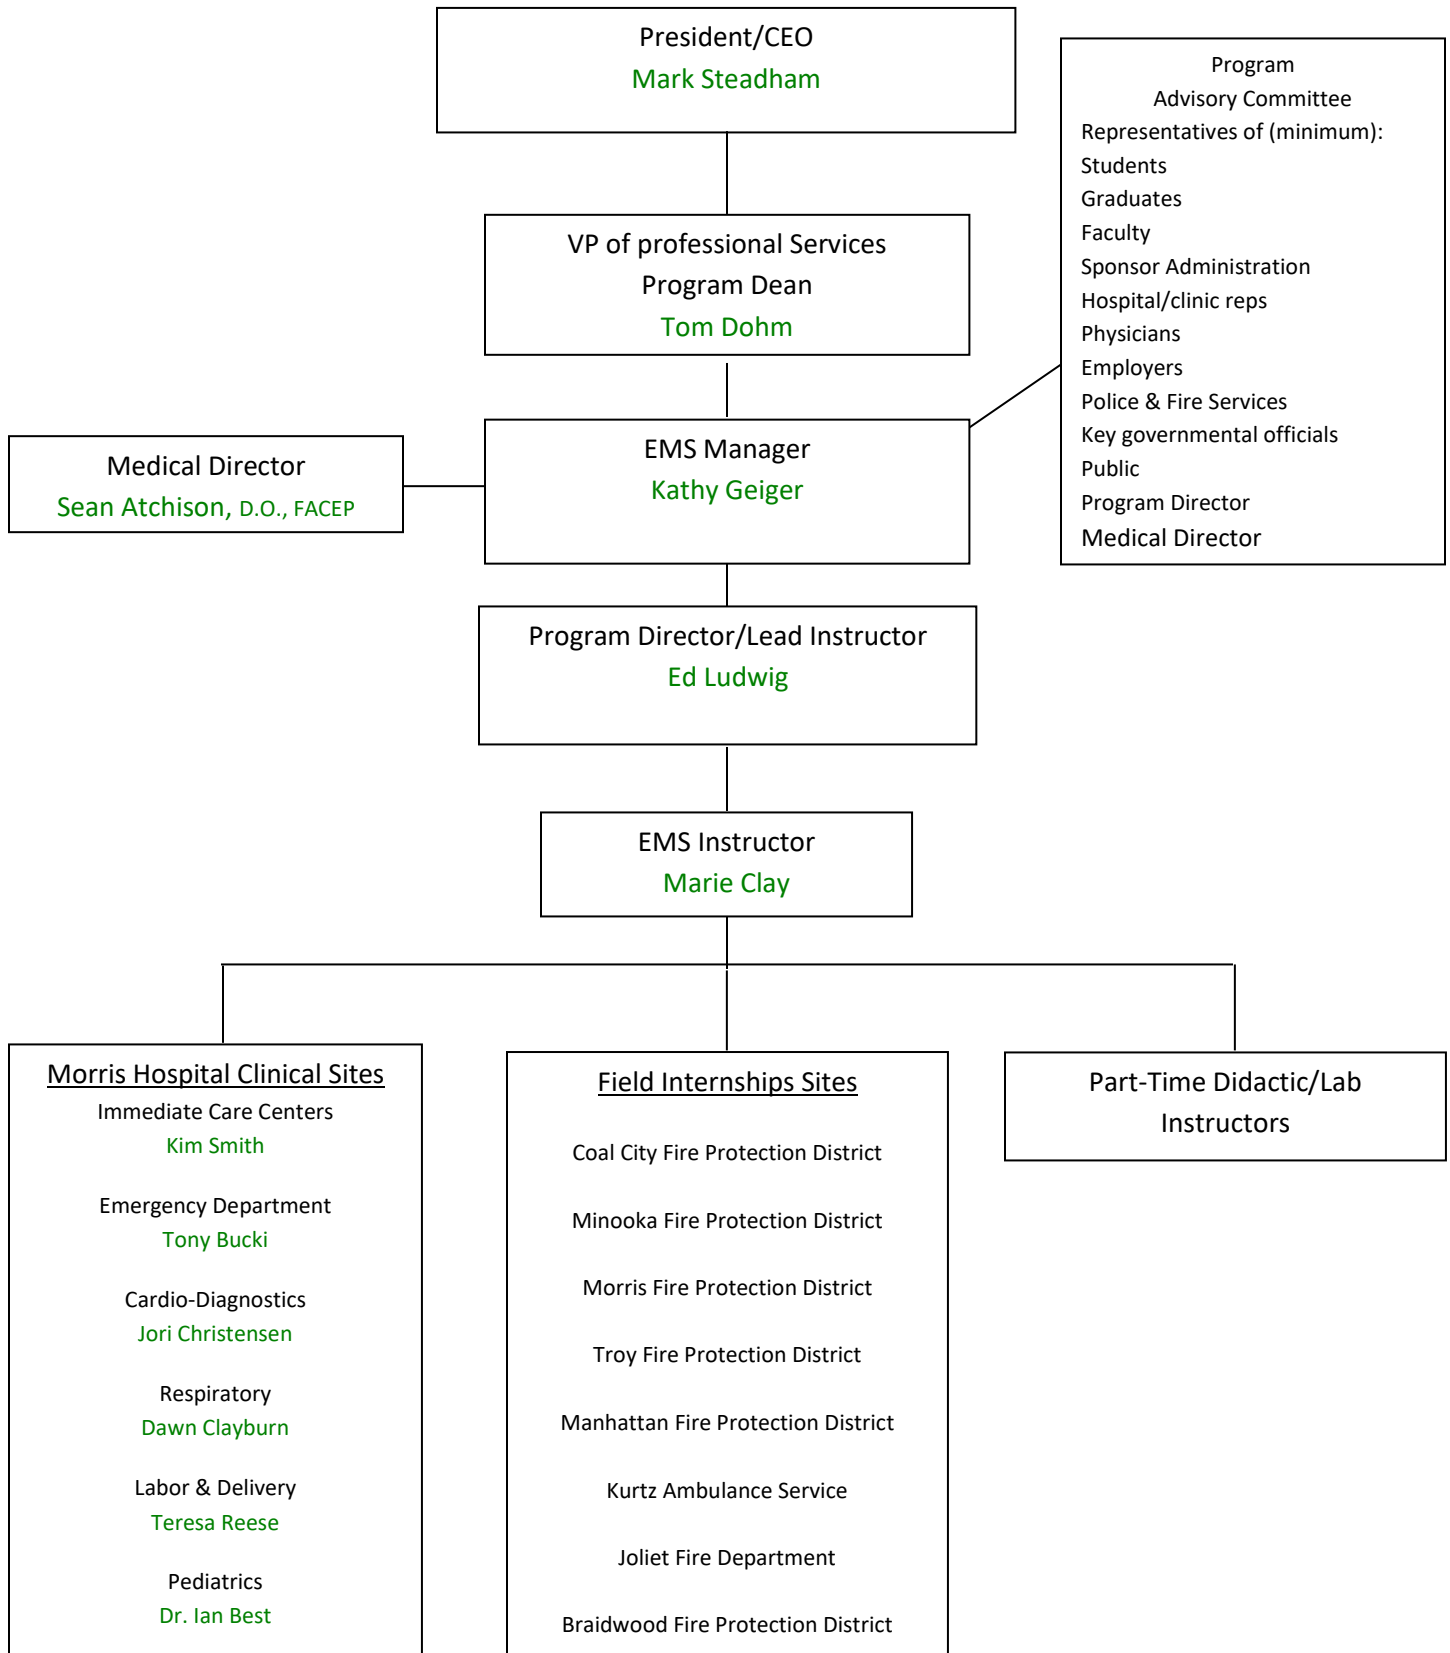 President/CEO
Mark Steadham
Program
Advisory Committee
Representatives of (minimum):
Students
Graduates
Faculty
Sponsor Administration
Hospital/clinic reps
Physicians
Employers
Police & Fire Services
Key governmental officials
Public
Program Director
Medical Director
VP of professional Services
Program Dean
Tom Dohm
EMS Manager
Kathy Geiger
Medical Director
Sean Atchison, D.O., FACEP
Program Director/Lead Instructor
Ed Ludwig
EMS Instructor
Marie Clay
Morris Hospital Clinical Sites
Immediate Care Centers
Kim Smith
Emergency Department
Tony Bucki
Cardio-Diagnostics
Jori Christensen
Respiratory
Dawn Clayburn
Labor & Delivery
Teresa Reese
Pediatrics
Dr. Ian Best
Field Internships Sites
Coal City Fire Protection District
Minooka Fire Protection District
Morris Fire Protection District
Troy Fire Protection District
Manhattan Fire Protection District
Kurtz Ambulance Service
Joliet Fire Department
Braidwood Fire Protection District
Part-Time Didactic/Lab
Instructors